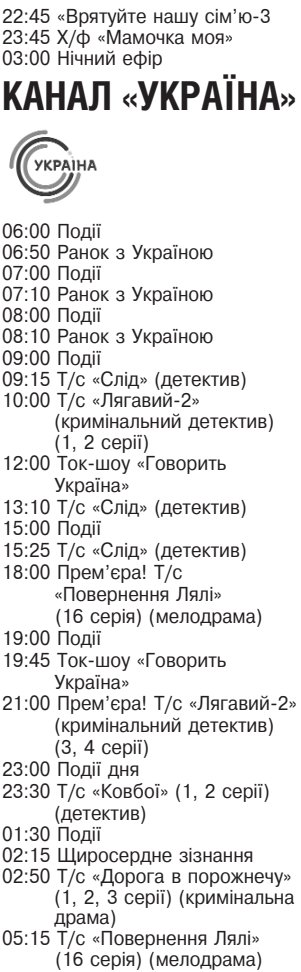 22:45 «Врятуйте нашу сім’ю-3
23:45 Х/ф «Мамочка моя»
03:00 Нічний ефір
КАНАЛ «УКРАЇНА»
УКРАЇНА
06:00 Події
06:50 Ранок з Україною
07:00 Події
07:10 Ранок з Україною
08:00 Події
08:10 Ранок з Україною
09:00 Події
09:15 Т/с «Слід» (детектив)
10:00 Т/с «Лягавий-2»
(кримінальний детектив)
(1, 2 серії)
12:00 Ток-шоу «Говорить
Україна»
13:10 Т/с «Слід» (детектив)
15:00 Події
15:25 Т/с «Слід» (детектив)
18:00 Прем’єра! Т/с
«Повернення Лялі»
(16 серія) (мелодрама)
19:00 Події
19:45 Ток-шоу «Говорить
Україна»
21:00 Прем’єра! Т/с «Лягавий-2»
(кримінальний детектив)
(3, 4 серії)
23:00 Події дня
23:30 Т/с «Ковбої» (1, 2 серії)
(детектив)
01:30 Події
02:15 Щиросердне зізнання
02:50 Т/с «Дорога в порожнечу»
(1, 2, 3 серії) (кримінальна
драма)
05:15 Т/с «Повернення Лялі»
(16 серія) (мелодрама)